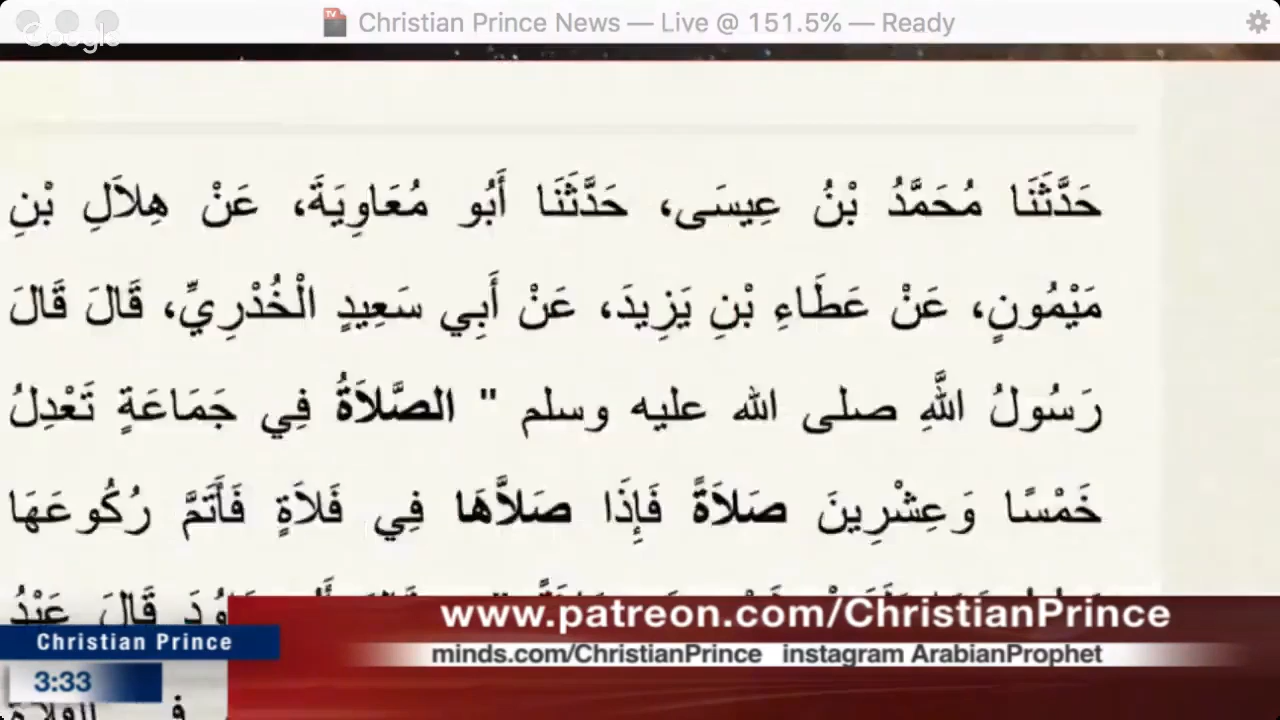 Christian Prince News — Live @ 151.5% — Ready
Google
حَدَّثَنَا مُحَمَّدُ بْنُ عِيسَى، حَدَّثَنَا أَبُو مُعَاوِيَةَ، عَنْ هِلاَلِ بْنِ
مَيْمُونٍ، عَنْ عَطَاءِ بْنِ يَزِيدَ، عَنْ أَبِي سَعِيدٍ الْخُدْرِيِّ، قَالَ قَالَ
رَسُولُ اللَّهِ صلى الله عليه وسلم " الصَّلاَةُ فِي جَمَاعَةٍ تَعْدِلُ
خَمْسًا وَعِشْرِينَ صَلاَةً فَإِذَا صَلاَّهَا فِي فَلاَةٍ فَأَتَمَّ رُكُوعَهَا
قَالَ عَبْدُ
www.patreon.com/ChristianPrince
Christian Prince
minds.com/ChristianPrince instagram ArabianProphet
3:33